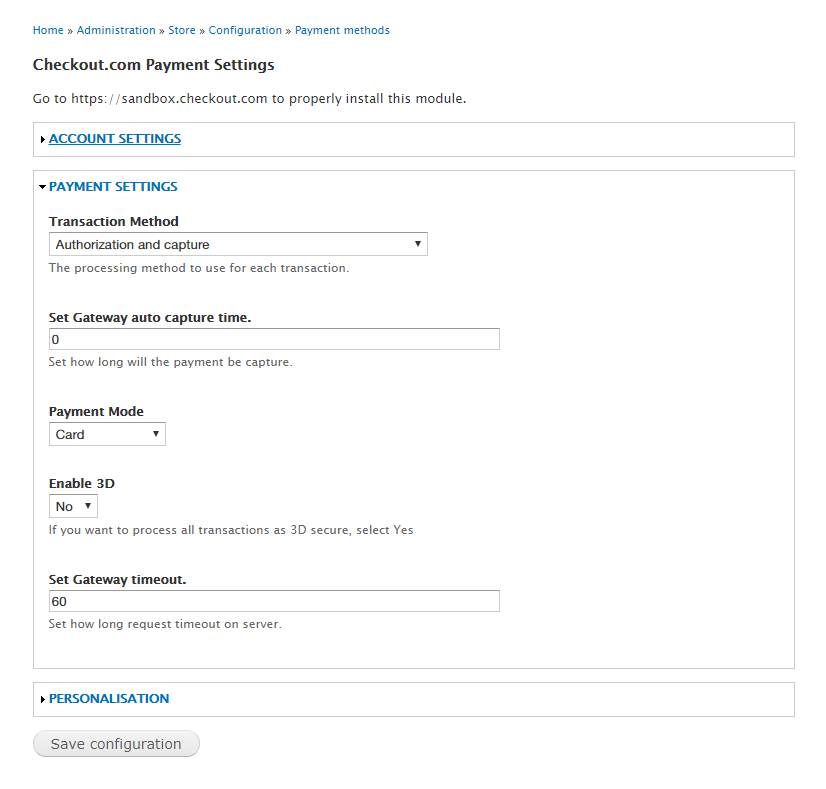 Home » Administration » Store » Configuration » Payment methods
Checkout.com Payment Settings
Go to https://sandbox.checkout.com to properly install this module.
ACCOUNT SETTINGS
PAYMENT SETTINGS
Transaction Method
Authorization and capture
The processing method to use for each transaction.
Set Gateway auto capture time.
0
Set how long will the payment be capture.
Payment Mode
Card
Enable 3D
No
If you want to process all transactions as 3D secure, select Yes
Set Gateway timeout.
60
Set how long request timeout on server.
PERSONALISATION
Save configuration